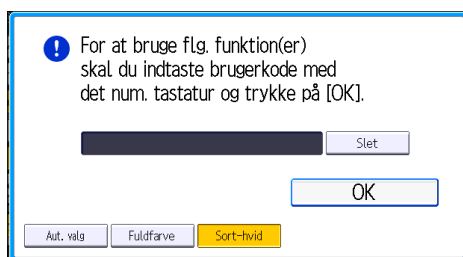 For at bruge flg. funktion(er)
skal du indtaste brugerkode med
det num. tastatur og trykke på [OK].
Slet
OK
Aut. valg
Fuldfarve
Sort-hvid